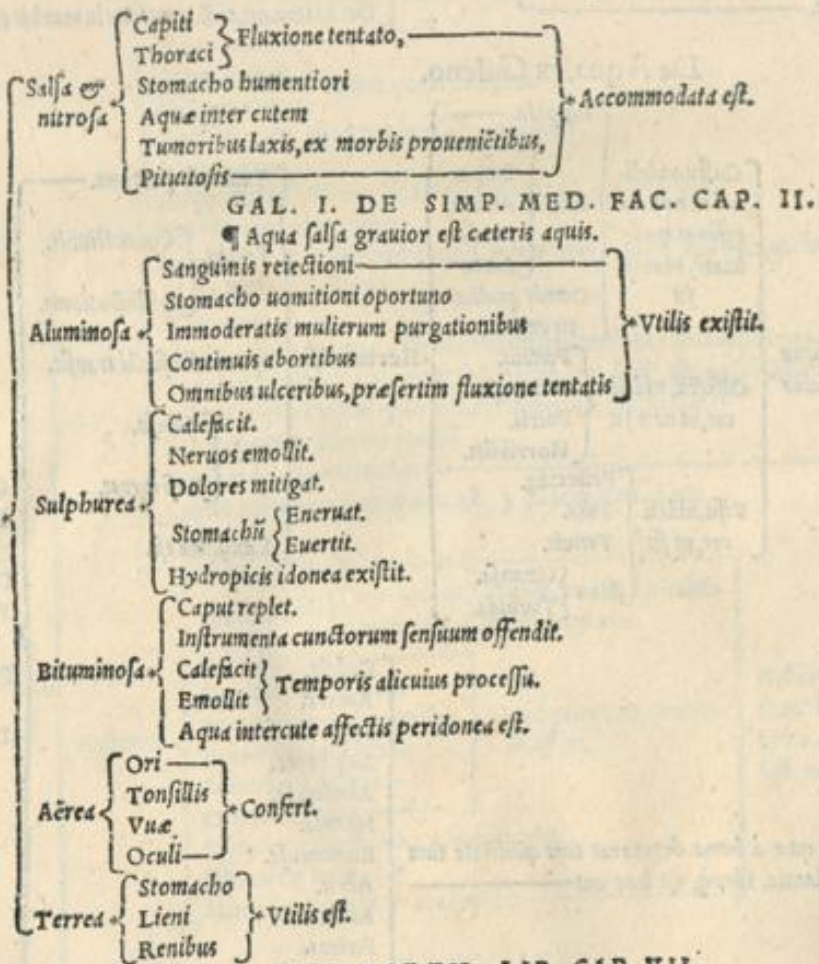 Capiti
Thoraci
Fluxione tentato,
Salſa &
nitroſa
Stomacho humentiori
Aquæ inter cutem
Tumoribus laxis, ex morbis proueniētibus,
Pituitoſis
Accommodata eſt.
GAL. I. DE SIMP. MED. FAC. CAP. II.
¶ Aqua ſalſa grauior eſt cæteris aquis.
Aluminoſa
Sanguinis reiectioni
Stomacho uomitioni oportuno
Immoderatis mulierum purgationibus
Continuis abortibus
Omnibus ulceribus, præſertim fluxione tentatis
Vtilis exiſtit.
Sulphurea
Calefacit.
Neruos emollit.
Dolores mitigat.
Stomachū
Eneruat.
Euertit.
Hydropicis idonea exiſtit.
Bituminoſa
Caput replet.
Inſtrumenta cunctorum ſenſuum offendit.
Calefacit
Emollit
Temporis alicuius proceſſu.
Aqua intercute affectis peridonea eſt.
Aërea
Ori
Tonſillis
Vuæ
Oculi
Confert.
Terrea
Stomacho
Lieni
Renibus
Vtilis eſt.